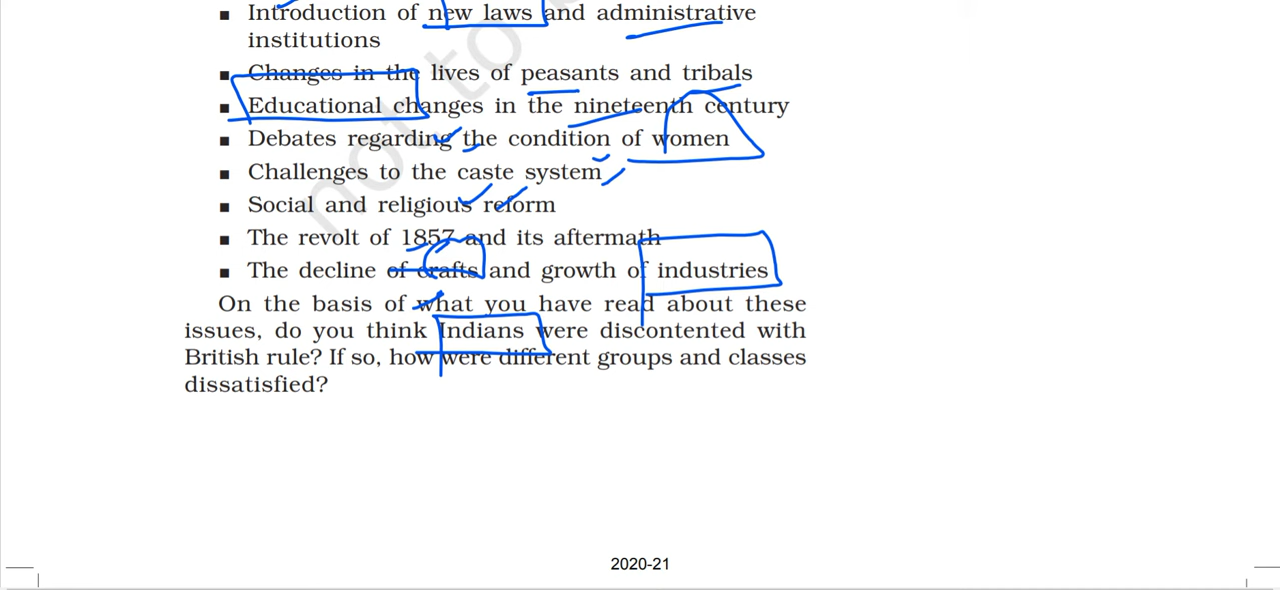 ▪ Introduction of new laws and administrative
institutions
▪ Changes in the lives of peasants and tribals
▪ Educational changes in the nineteenth century
▪ Debates regarding the condition of women
▪ Challenges to the caste system
▪ Social and religious reform
▪ The revolt of 1857 and its aftermath
▪ The decline of crafts and growth of industries
On the basis of what you have read about these
issues, do you think Indians were discontented with
British rule? If so, how were different groups and classes
dissatisfied?
not to
2020-21